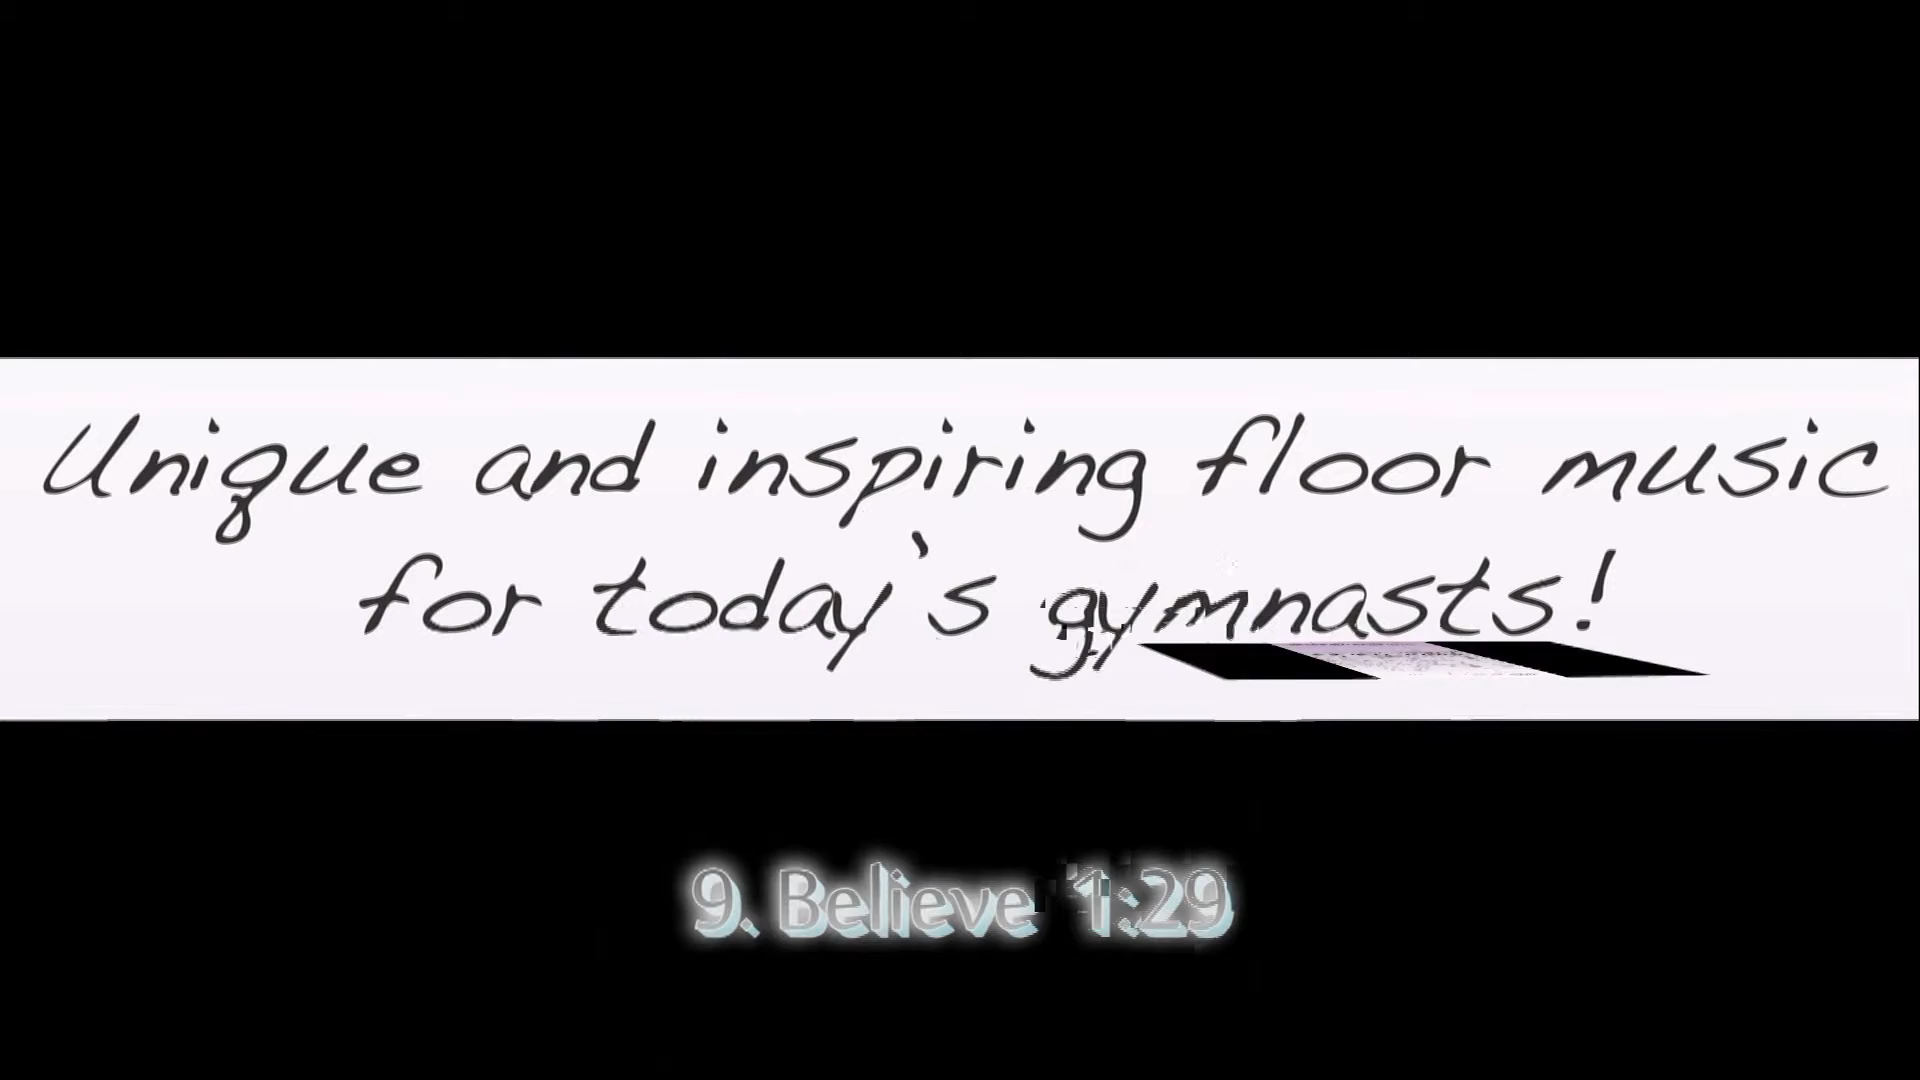 Unique and inspiring floor music
for today's gymnasts!
9. Believe 1:29